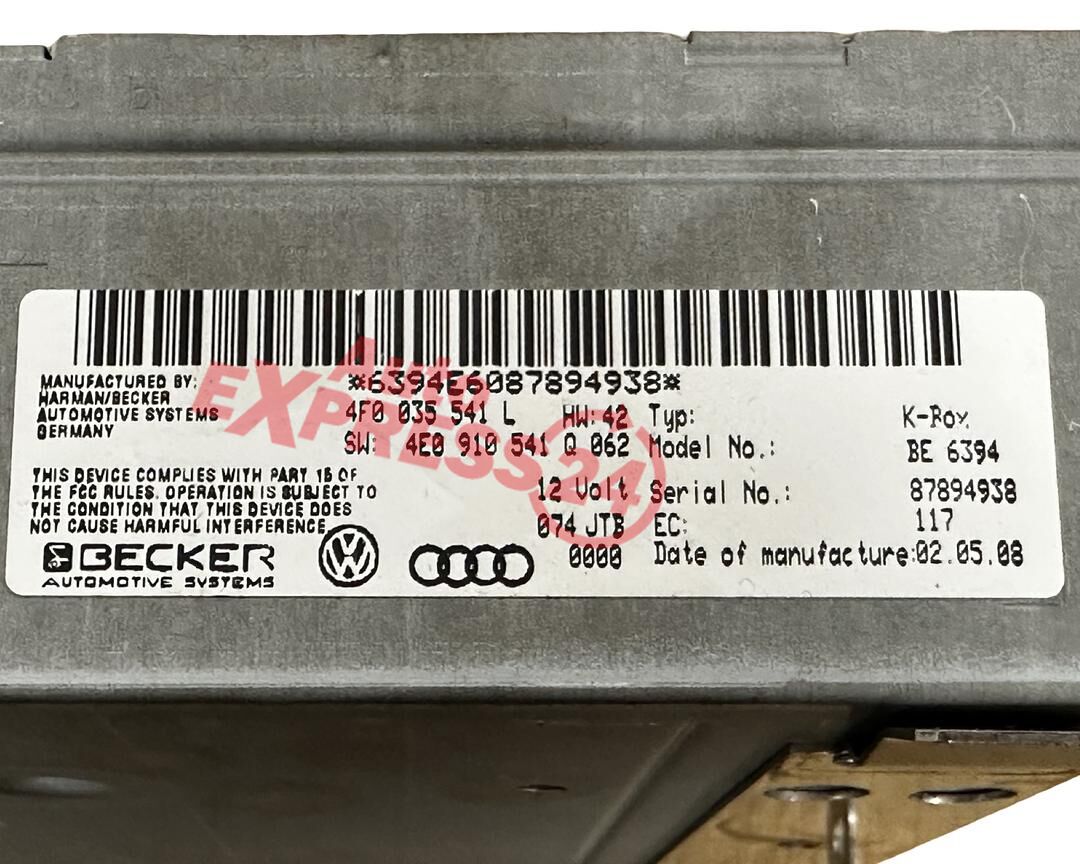 *6394E6087894938*
MANUFACTURED BY:
HARMAN/BECKER
AUTOMOTIVE SYSTEMS
GERMANY
4F0 035 541 L HW: 42 Typ: K-Box
SW: 4E0 910 541 Q 062 Model No.: BE 6394
THIS DEVICE COMPLIES WITH PART 15 OF
THE FCC RULES. OPERATION IS SUBJECT TO
THE CONDITION THAT THIS DEVICE DOES
NOT CAUSE HARMFUL INTERFERENCE.
12 Volt Serial No.: 87894938
074 JTB EC: 117
0000 Date of manufacture:02.05.08
BECKER
AUTOMOTIVE SYSTEMS
Auto
EXPRESS24